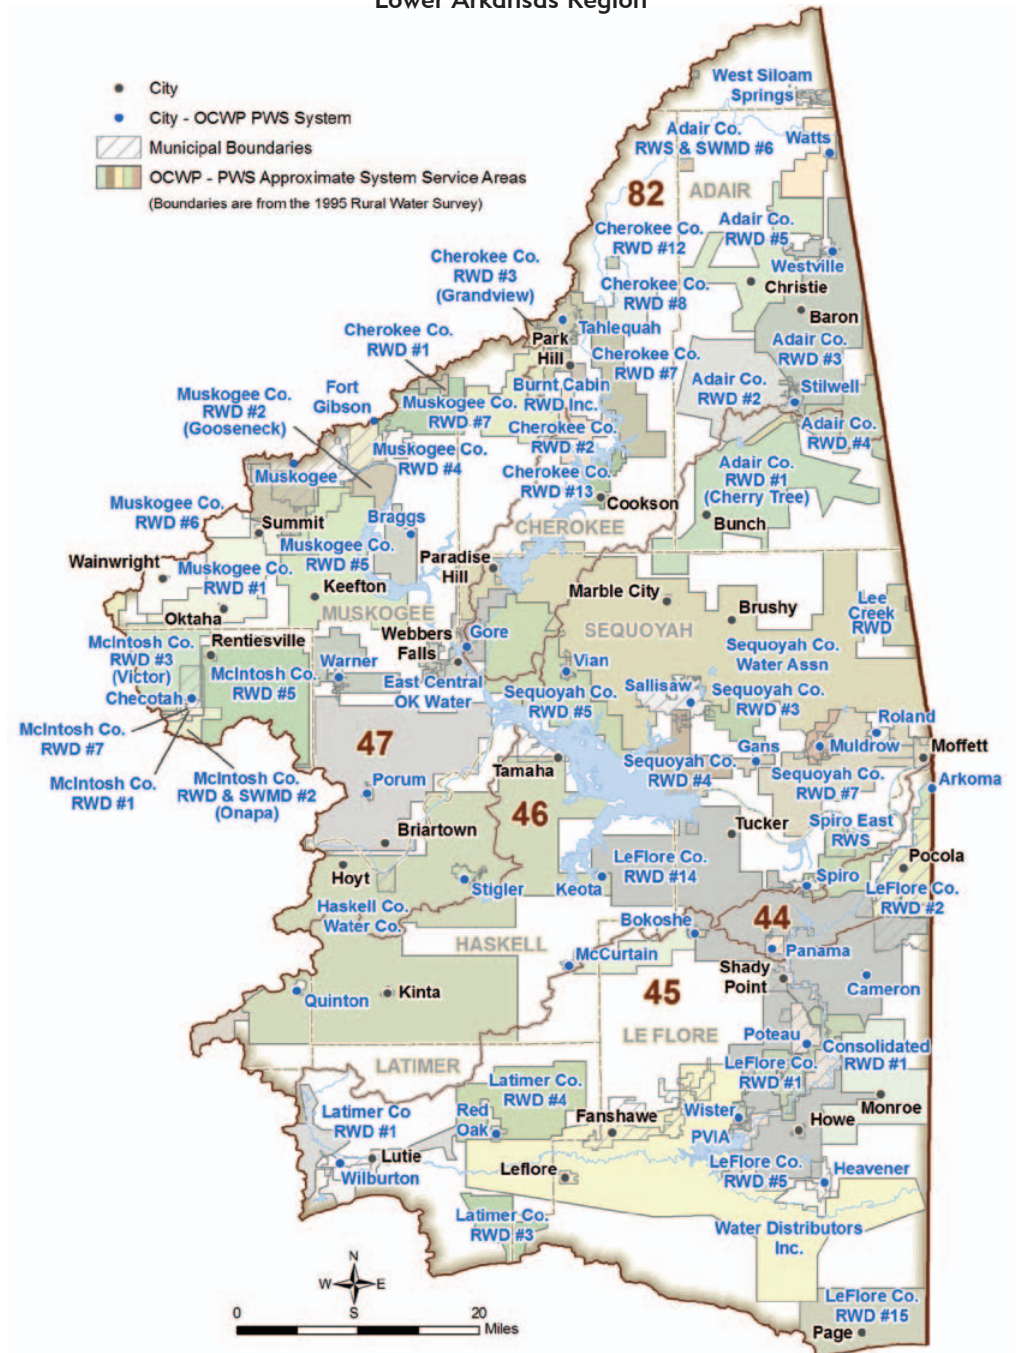 Lower Arkansas Region
City
City - OCWP PWS System
Municipal Boundaries
OCWP - PWS Approximate System Service Areas
(Boundaries are from the 1995 Rural Water Survey)
West Siloam
Springs
Adair Co.
RWS & SWMD #6
Watts
82
ADAIR
Adair Co.
RWD #5
Cherokee Co.
RWD #12
Westville
Cherokee Co.
RWD #3
(Grandview)
Cherokee Co.
RWD #8
Christie
Baron
Tahlequah
Cherokee Co.
RWD #1
Park
Hill
Adair Co.
RWD #3
Cherokee Co.
RWD #7
Adair Co.
RWD #2
Stilwell
Fort
Gibson
Muskogee Co.
RWD #2
(Gooseneck)
Burnt Cabin
RWD Inc.
Muskogee Co.
RWD #7
Cherokee Co.
RWD #2
Adair Co.
RWD #4
Muskogee Co.
RWD #4
Muskogee
Adair Co.
RWD #1
(Cherry Tree)
Cherokee Co.
RWD #13
Cookson
Muskogee Co.
RWD #6
Summit
Braggs
CHEROKEE
Bunch
Muskogee Co.
RWD #5
Paradise
Hill
Wainwright
Muskogee Co.
RWD #1
Keefton
Marble City
Brushy
Lee
Creek
RWD
Oktaha
MUSKOGEE
SEQUOYAH
McIntosh Co.
RWD #3
(Victor)
Rentiesville
Webbers
Falls
Gore
Sequoyah Co.
Water Assn
Warner
Vian
McIntosh Co.
RWD #5
Checotah
East Central
OK Water
Sequoyah Co.
RWD #5
Sallisaw
Sequoyah Co.
RWD #3
McIntosh Co.
RWD #7
47
Roland
Gans
Muldrow
Moffett
McIntosh Co.
RWD #1
McIntosh Co.
RWD & SWMD #2
(Onapa)
Porum
Tamaha
Sequoyah Co.
RWD #4
Sequoyah Co.
RWD #7
Arkoma
46
Briartown
Tucker
Spiro East
RWS
Pocola
Hoyt
Stigler
Keota
LeFlore Co.
RWD #14
Spiro
LeFlore Co.
RWD #2
Haskell Co.
Water Co.
Bokoshe
44
HASKELL
McCurtain
Panama
Shady
Point
Cameron
Quinton
Kinta
45
LE FLORE
Poteau
Consolidated
RWD #1
LATIMER
LeFlore Co.
RWD #1
Latimer Co.
RWD #4
Latimer Co
RWD #1
Red
Oak
Fanshawe
Wister
Monroe
Howe
PVIA
Lutie
Wilburton
Leflore
LeFlore Co.
RWD #5
Heavener
Latimer Co.
RWD #3
Water Distributors
Inc.
N
W E
S
0 20
Miles
LeFlore Co.
RWD #15
Page